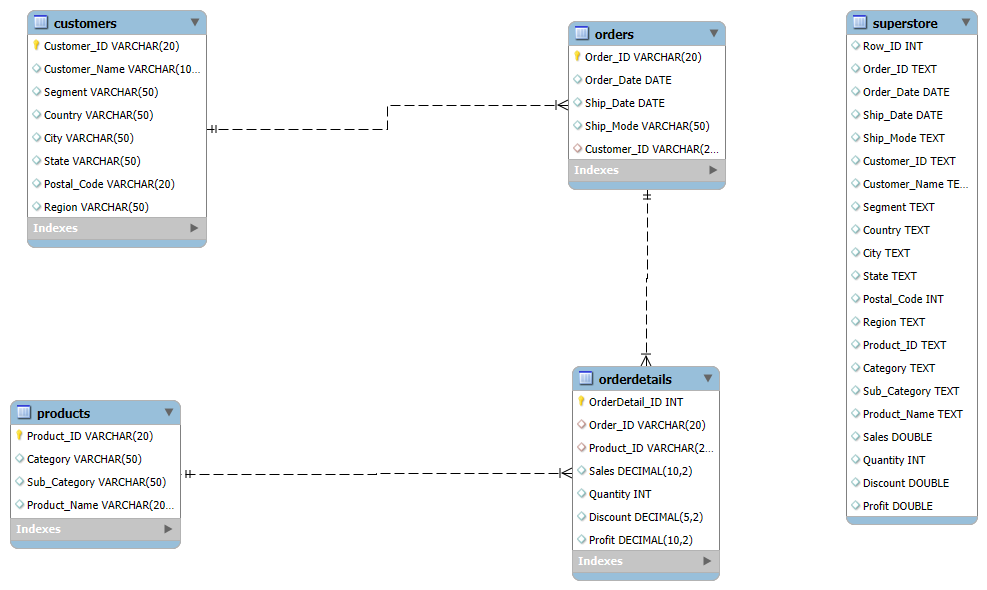 customers
Customer_ID VARCHAR(20)
Customer_Name VARCHAR(10...
Segment VARCHAR(50)
Country VARCHAR(50)
City VARCHAR(50)
State VARCHAR(50)
Postal_Code VARCHAR(20)
Region VARCHAR(50)
Indexes
orders
Order_ID VARCHAR(20)
Order_Date DATE
Ship_Date DATE
Ship_Mode VARCHAR(50)
Customer_ID VARCHAR(2...
Indexes
superstore
Row_ID INT
Order_ID TEXT
Order_Date DATE
Ship_Date DATE
Ship_Mode TEXT
Customer_ID TEXT
Customer_Name TE...
Segment TEXT
Country TEXT
City TEXT
State TEXT
Postal_Code INT
Region TEXT
Product_ID TEXT
Category TEXT
Sub_Category TEXT
Product_Name TEXT
Sales DOUBLE
Quantity INT
Discount DOUBLE
Profit DOUBLE
products
Product_ID VARCHAR(20)
Category VARCHAR(50)
Sub_Category VARCHAR(50)
Product_Name VARCHAR(20...
Indexes
orderdetails
OrderDetail_ID INT
Order_ID VARCHAR(20)
Product_ID VARCHAR(2...
Sales DECIMAL(10,2)
Quantity INT
Discount DECIMAL(5,2)
Profit DECIMAL(10,2)
Indexes